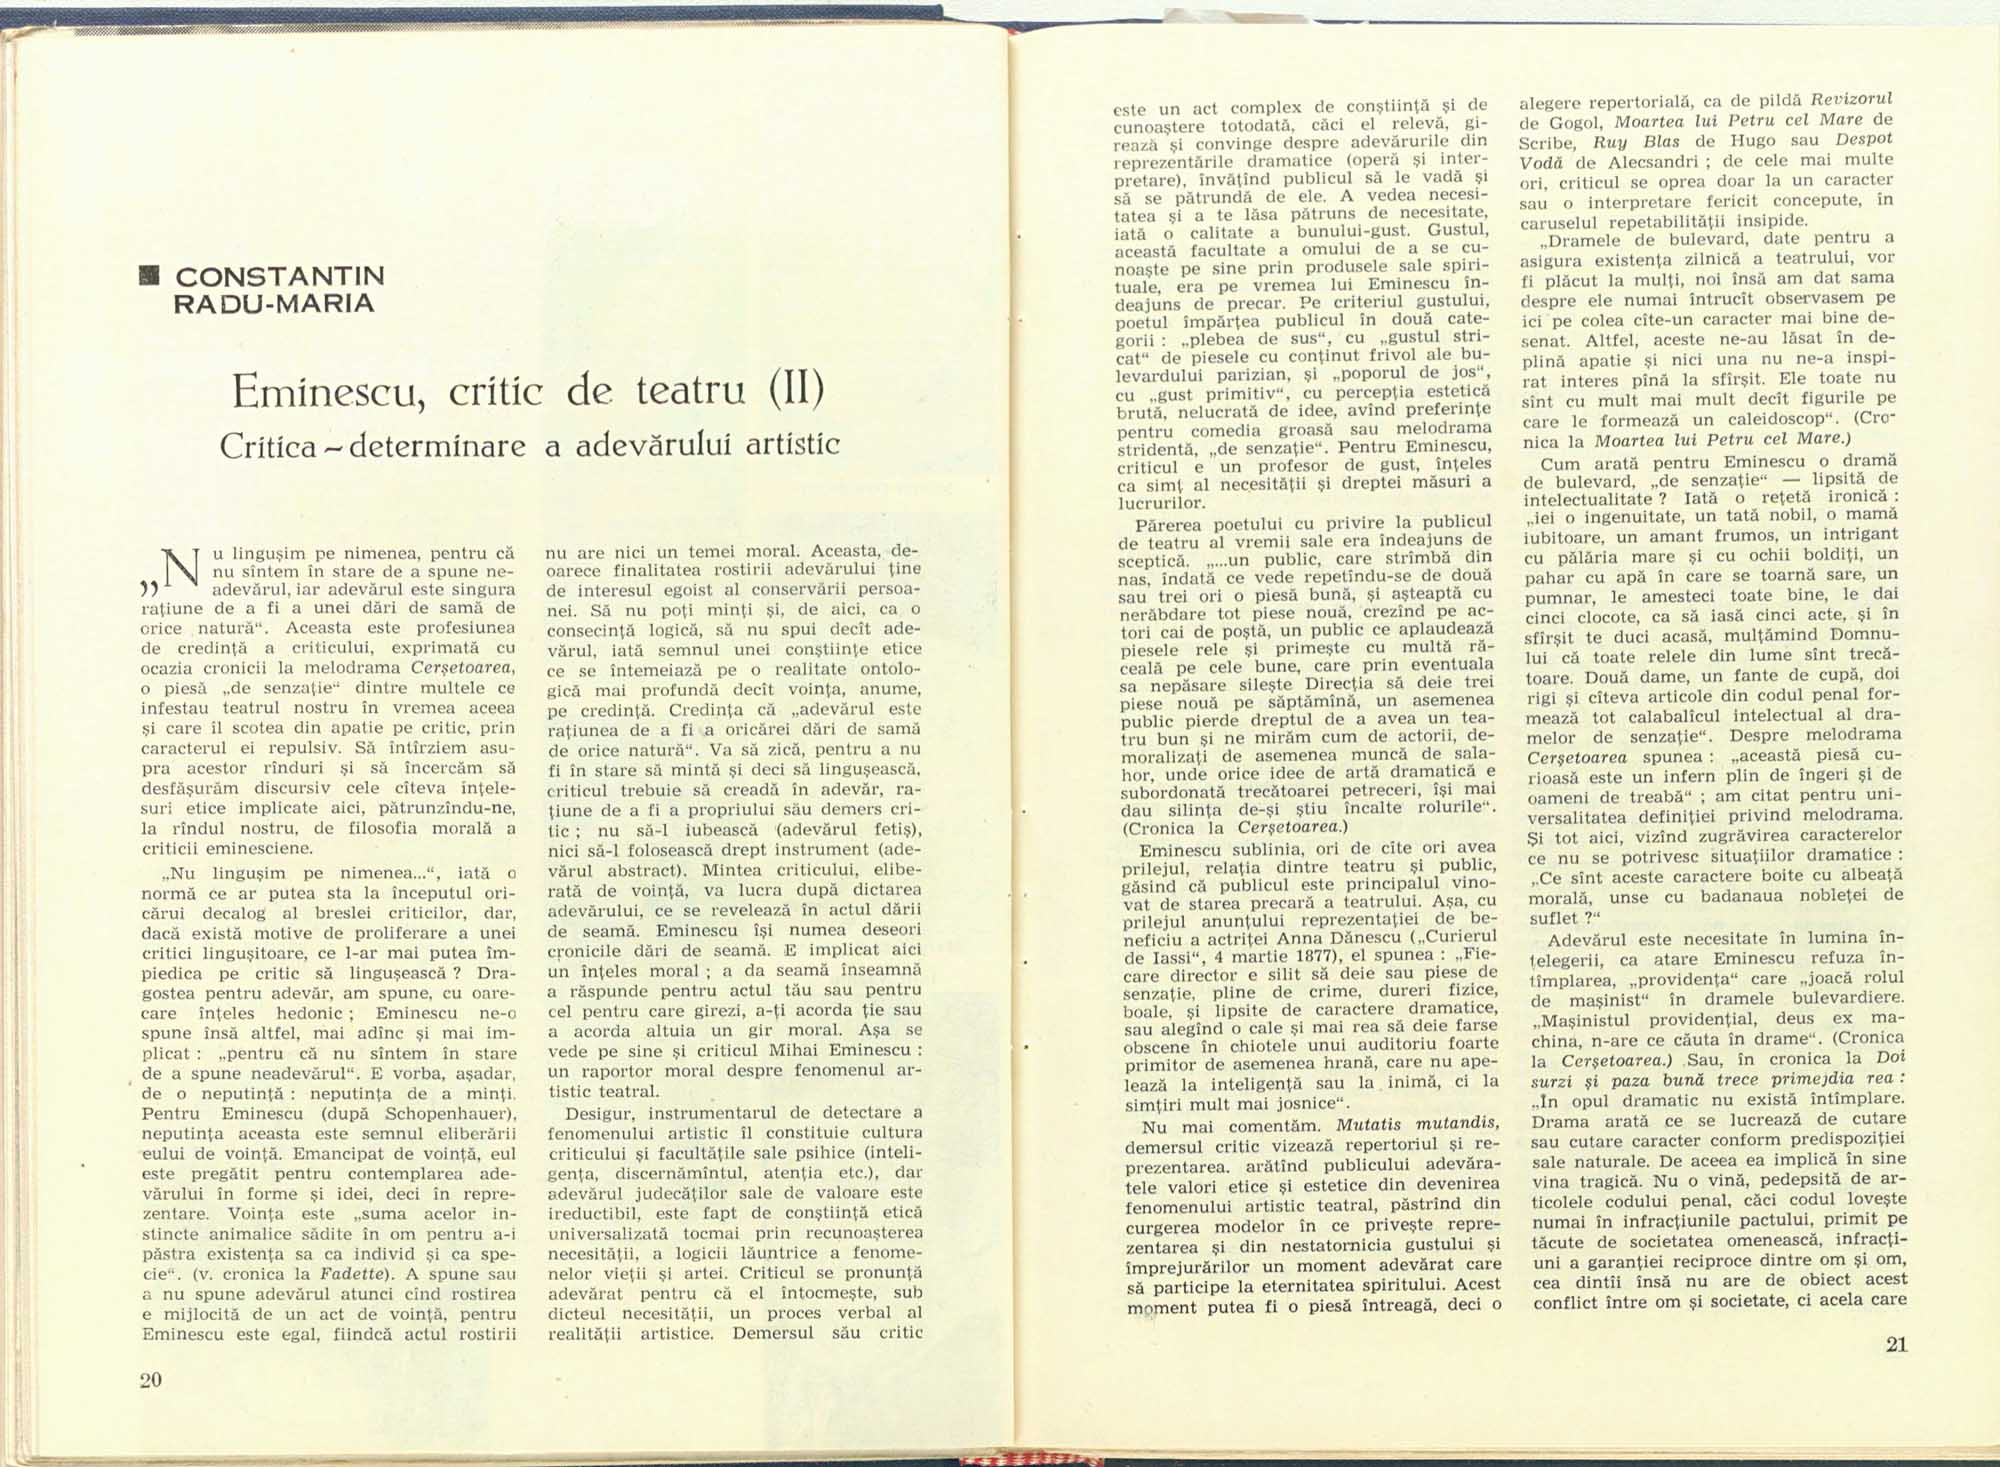 CONSTANTIN
RADU-MARIA
Eminescu, critic de teatru (II)
Critica ~ determinare a adevărului artistic
„Nu lingușim pe nimenea, pentru că
nu sîntem în stare de a spune ne-
adevărul, iar adevărul este singura
rațiune de a fi a unei dări de samă de
orice natură“. Aceasta este profesiunea
de credință a criticului, exprimată cu
ocazia cronicii la melodrama Cerșetoarea,
o piesă „de senzație“ dintre multele ce
infestau teatrul nostru în vremea aceea
și care îl scotea din apatie pe critic, prin
caracterul ei repulsiv. Să întîrziem asu-
pra acestor rînduri și să încercăm să
desfășurăm discursiv cele cîteva înțele-
suri etice implicate aici, pătrunzîndu-ne,
la rîndul nostru, de filosofia morală a
criticii eminesciene.
„Nu lingușim pe nimenea...“, iată o
normă ce ar putea sta la începutul ori-
cărui decalog al breslei criticilor, dar,
dacă există motive de proliferare a unei
critici lingușitoare, ce l-ar mai putea îm-
piedica pe critic să lingușească ? Dra-
gostea pentru adevăr, am spune, cu oare-
care înțeles hedonic ; Eminescu ne-o
spune însă altfel, mai adînc și mai im-
plicat : „pentru că nu sîntem în stare
de a spune neadevărul“. E vorba, așadar,
de o neputință : neputința de a minți.
Pentru Eminescu (după Schopenhauer),
neputința aceasta este semnul eliberării
eului de voință. Emancipat de voință, eul
este pregătit pentru contemplarea ade-
vărului în forme și idei, deci în repre-
zentare. Voința este „suma acelor in-
stincte animalice sădite în om pentru a-i
păstra existența sa ca individ și ca spe-
cie“. (v. cronica la Fadette). A spune sau
a nu spune adevărul atunci cînd rostirea
e mijlocită de un act de voință, pentru
Eminescu este egal, fiindcă actul rostirii
nu are nici un temei moral. Aceasta, de-
oarece finalitatea rostirii adevărului ține
de interesul egoist al conservării persoa-
nei. Să nu poți minți și, de aici, ca o
consecință logică, să nu spui decît ade-
vărul, iată semnul unei conștiințe etice
ce se întemeiază pe o realitate ontolo-
gică mai profundă decît voința, anume,
pe credință. Credința că „adevărul este
rațiunea de a fi a oricărei dări de samă
de orice natură“. Va să zică, pentru a nu
fi în stare să mintă și deci să lingușească,
criticul trebuie să creadă în adevăr, ra-
țiune de a fi a propriului său demers cri-
tic ; nu să-l iubească (adevărul fetiș),
nici să-l folosească drept instrument (ade-
vărul abstract). Mintea criticului, elibe-
rată de voință, va lucra după dictarea
adevărului, ce se revelează în actul dării
de seamă. Eminescu își numea deseori
cronicile dări de seamă. E implicat aici
un înțeles moral ; a da seamă înseamnă
a răspunde pentru actul tău sau pentru
cel pentru care girezi, a-ți acorda ție sau
a acorda altuia un gir moral. Așa se
vede pe sine și criticul Mihai Eminescu :
un raportor moral despre fenomenul ar-
tistic teatral.
Desigur, instrumentarul de detectare a
fenomenului artistic îl constituie cultura
criticului și facultățile sale psihice (inteli-
gența, discernămîntul, atenția etc.), dar
adevărul judecăților sale de valoare este
ireductibil, este fapt de conștiință etică
universalizată tocmai prin recunoașterea
necesității, a logicii lăuntrice a fenome-
nelor vieții și artei. Criticul se pronunță
adevărat pentru că el întocmește, sub
dicteul necesității, un proces verbal al
realității artistice. Demersul său critic
20
este un act complex de conștiință și de
cunoaștere totodată, căci el relevă, gi-
rează și convinge despre adevărurile din
reprezentările dramatice (operă și inter-
pretare), învățînd publicul să le vadă și
să se pătrundă de ele. A vedea necesi-
tatea și a te lăsa pătruns de necesitate,
iată o calitate a bunului-gust. Gustul,
această facultate a omului de a se cu-
noaște pe sine prin produsele sale spiri-
tuale, era pe vremea lui Eminescu în-
deajuns de precar. Pe criteriul gustului,
poetul împărțea publicul în două cate-
gorii : „plebea de sus“, cu „gustul stri-
cat“ de piesele cu conținut frivol ale bu-
levardului parizian, și „poporul de jos“,
cu „gust primitiv“, cu percepția estetică
brută, nelucrată de idee, avînd preferințe
pentru comedia groasă sau melodrama
stridentă, „de senzație“. Pentru Eminescu,
criticul e un profesor de gust, înțeles
ca simț al necesității și dreptei măsuri a
lucrurilor.
Părerea poetului cu privire la publicul
de teatru al vremii sale era îndeajuns de
sceptică. „...un public, care strîmbă din
nas, îndată ce vede repetîndu-se de două
sau trei ori o piesă bună, și așteaptă cu
nerăbdare tot piese nouă, crezînd pe ac-
tori cai de poștă, un public ce aplaudează
piesele rele și primește cu multă ră-
ceală pe cele bune, care prin eventuala
sa nepăsare silește Direcția să deie trei
piese nouă pe săptămînă, un asemenea
public pierde dreptul de a avea un tea-
tru bun și ne mirăm cum de actorii, de-
moralizați de asemenea muncă de sala-
hor, unde orice idee de artă dramatică e
subordonată trecătoarei petreceri, își mai
dau silința de-și știu încalte rolurile“.
(Cronica la Cerșetoarea.)
Eminescu sublinia, ori de cîte ori avea
prilejul, relația dintre teatru și public,
găsind că publicul este principalul vino-
vat de starea precară a teatrului. Așa, cu
prilejul anunțului reprezentației de be-
neficiu a actriței Anna Dănescu („Curierul
de Iassi“, 4 martie 1877), el spunea : „Fie-
care director e silit să deie sau piese de
senzație, pline de crime, dureri fizice,
boale, și lipsite de caractere dramatice,
sau alegînd o cale și mai rea să deie farse
obscene în chiotele unui auditoriu foarte
primitor de asemenea hrană, care nu ape-
lează la inteligență sau la inimă, ci la
simțiri mult mai josnice“.
Nu mai comentăm. Mutatis mutandis,
demersul critic vizează repertoriul și re-
prezentarea. arătînd publicului adevăra-
tele valori etice și estetice din devenirea
fenomenului artistic teatral, păstrînd din
curgerea modelor în ce privește repre-
zentarea și din nestatornicia gustului și
împrejurărilor un moment adevărat care
să participe la eternitatea spiritului. Acest
moment putea fi o piesă întreagă, deci o
alegere repertorială, ca de pildă Revizorul
de Gogol, Moartea lui Petru cel Mare de
Scribe, Ruy Blas de Hugo sau Despot
Vodă de Alecsandri ; de cele mai multe
ori, criticul se oprea doar la un caracter
sau o interpretare fericit concepute, în
caruselul repetabilității insipide.
„Dramele de bulevard, date pentru a
asigura existența zilnică a teatrului, vor
fi plăcut la mulți, noi însă am dat sama
despre ele numai întrucît observasem pe
ici pe colea cîte-un caracter mai bine de-
senat. Altfel, aceste ne-au lăsat în de-
plină apatie și nici una nu ne-a inspi-
rat interes pînă la sfîrșit. Ele toate nu
sînt cu mult mai mult decît figurile pe
care le formează un caleidoscop“. (Cro-
nica la Moartea lui Petru cel Mare.)
Cum arată pentru Eminescu o dramă
de bulevard, „de senzație“ — lipsită de
intelectualitate ? Iată o rețetă ironică :
„iei o ingenuitate, un tată nobil, o mamă
iubitoare, un amant frumos, un intrigant
cu pălăria mare și cu ochii boldiți, un
pahar cu apă în care se toarnă sare, un
pumnar, le amesteci toate bine, le dai
cinci clocote, ca să iasă cinci acte, și în
sfîrșit te duci acasă, mulțămind Domnu-
lui că toate relele din lume sînt trecă-
toare. Două dame, un fante de cupă, doi
rigi și cîteva articole din codul penal for-
mează tot calabalîcul intelectual al dra-
melor de senzație“. Despre melodrama
Cerșetoarea spunea : „această piesă cu-
rioasă este un infern plin de îngeri și de
oameni de treabă“ ; am citat pentru uni-
versalitatea definiției privind melodrama.
Și tot aici, vizînd zugrăvirea caracterelor
ce nu se potrivesc situațiilor dramatice :
„Ce sînt aceste caractere boite cu albeață
morală, unse cu badanaua nobleței de
suflet ?“
Adevărul este necesitate în lumina în-
țelegerii, ca atare Eminescu refuza în-
tîmplarea, „providența“ care „joacă rolul
de mașinist“ în dramele bulevardiere.
„Mașinistul providențial, deus ex ma-
china, n-are ce căuta în drame“. (Cronica
la Cerșetoarea.) Sau, în cronica la Doi
surzi și paza bună trece primejdia rea :
„În opul dramatic nu există întîmplare.
Drama arată ce se lucrează de cutare
sau cutare caracter conform predispoziției
sale naturale. De aceea ea implică în sine
vina tragică. Nu o vină, pedepsită de ar-
ticolele codului penal, căci codul lovește
numai în infracțiunile pactului, primit pe
tăcute de societatea omenească, infracți-
uni a garanției reciproce dintre om și om,
cea dintîi însă nu are de obiect acest
conflict între om și societate, ci acela care
21